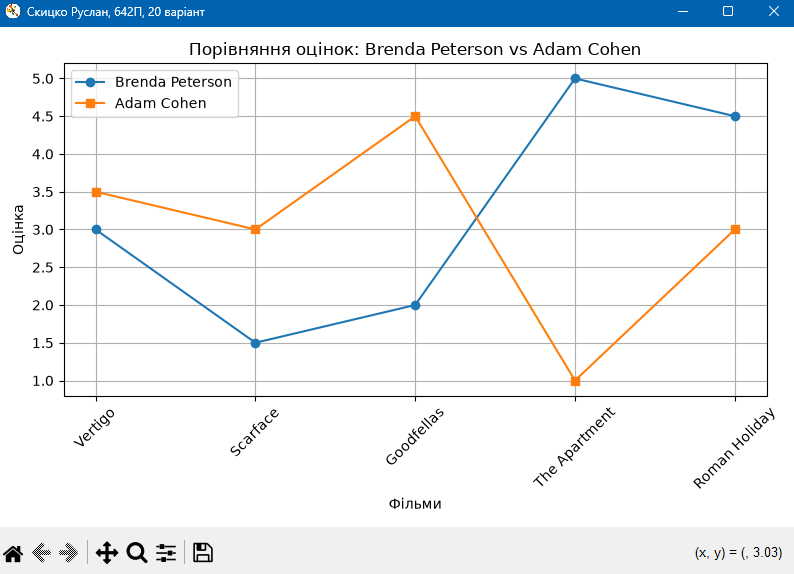 Скицко Руслан, 642П, 20 варіант
Порівняння оцінок: Brenda Peterson vs Adam Cohen
Brenda Peterson
Adam Cohen
5.0
4.5
4.0
3.5
3.0
2.5
2.0
1.5
1.0
Оцінка
Vertigo
Scarface
Goodfellas
The Apartment
Roman Holiday
Фільми
(x, y) = (, 3.03)